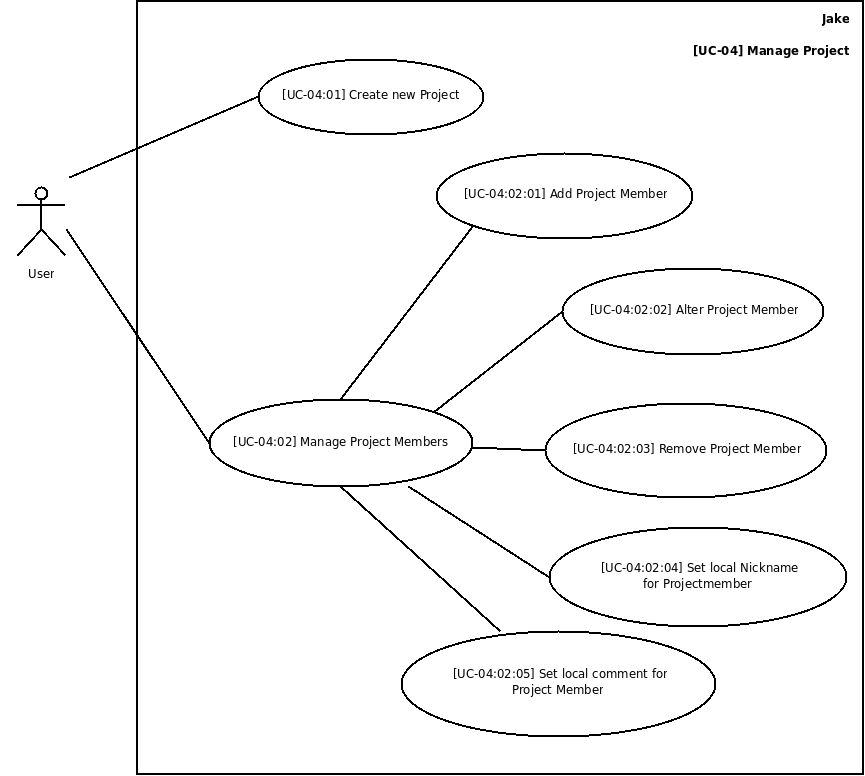 Jake
[UC-04] Manage Project
[UC-04:01] Create new Project
[UC-04:02:01] Add Project Member
User
[UC-04:02:02] Alter Project Member
[UC-04:02] Manage Project Members
[UC-04:02:03] Remove Project Member
[UC-04:02:04] Set local Nickname
for Projectmember
[UC-04:02:05] Set local comment for
Project Member